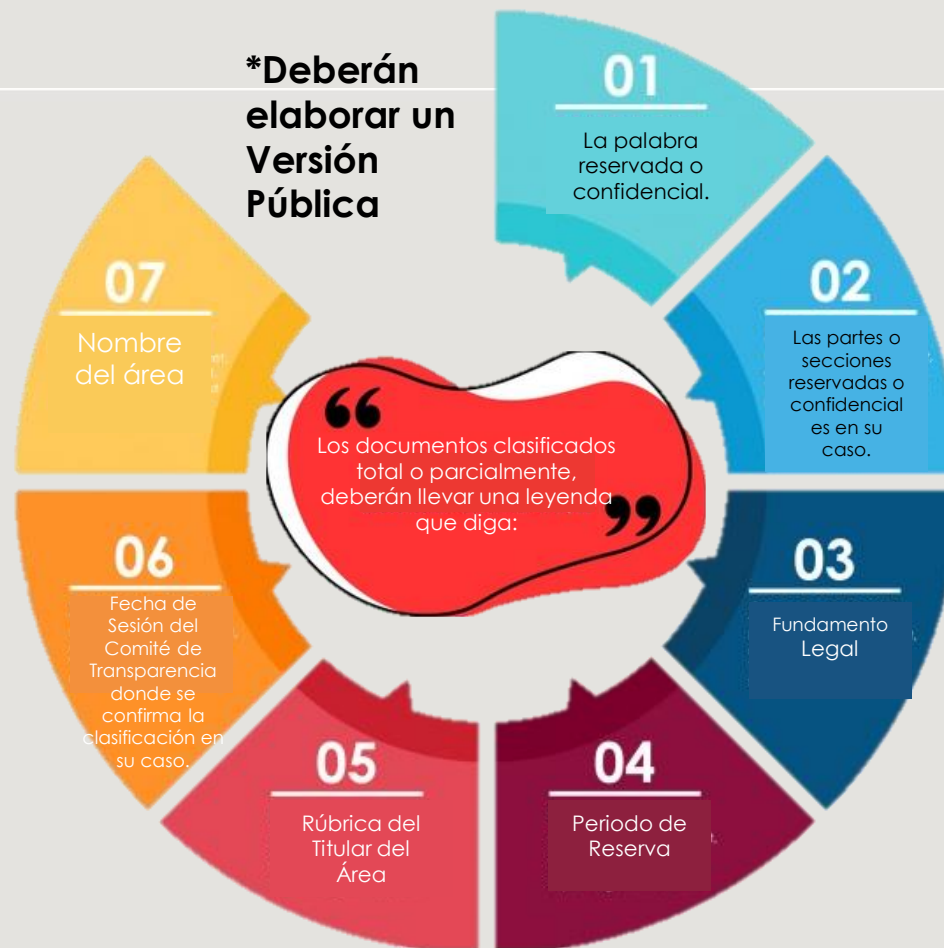 *Deberán
elaborar un
Versión
Pública
01
La palabra
reservada o
confidencial.
02
Las partes o
secciones
reservadas o
confidencial
es en su
caso.
03
Fundamento
Legal
04
Periodo de
Reserva
05
Rúbrica del
Titular del
Área
06
Fecha de
Sesión del
Comité de
Transparencia
donde se
confirma la
clasificación en
su caso.
07
Nombre
del área
“
Los documentos clasificados
total o parcialmente,
deberán llevar una leyenda
que diga:
”